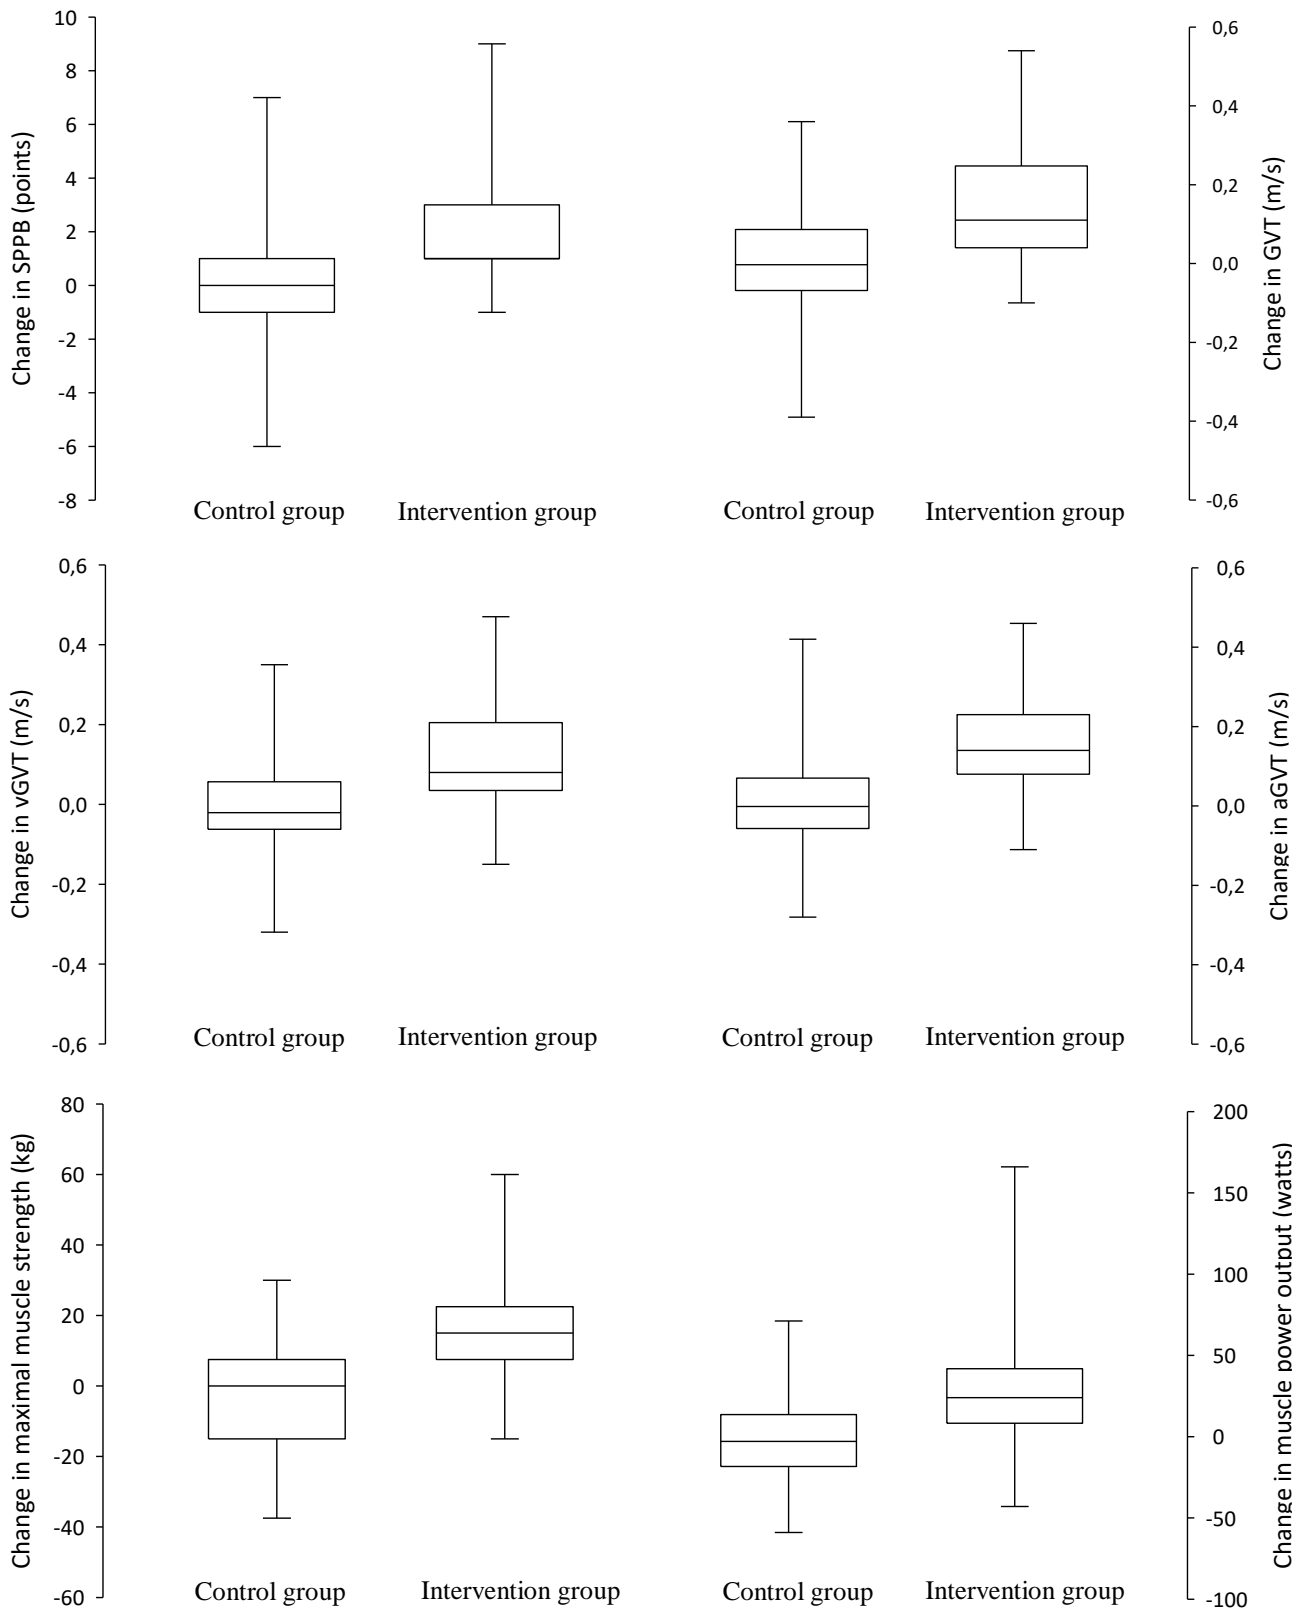 Change in SPPB (points)
10
8
6
4
2
0
-2
-4
-6
-8
Control group
Intervention group
Control group
Intervention group
0,6
0,4
0,2
0,0
-0,2
-0,4
-0,6
Change in GVT (m/s)
Change in vGVT (m/s)
0,6
0,4
0,2
0,0
-0,2
-0,4
-0,6
Control group
Intervention group
Control group
Intervention group
0,6
0,4
0,2
0,0
-0,2
-0,4
-0,6
Change in aGVT (m/s)
Change in maximal muscle strength (kg)
80
60
40
20
0
-20
-40
-60
Control group
Intervention group
Control group
Intervention group
200
150
100
50
0
-50
-100
Change in muscle power output (watts)